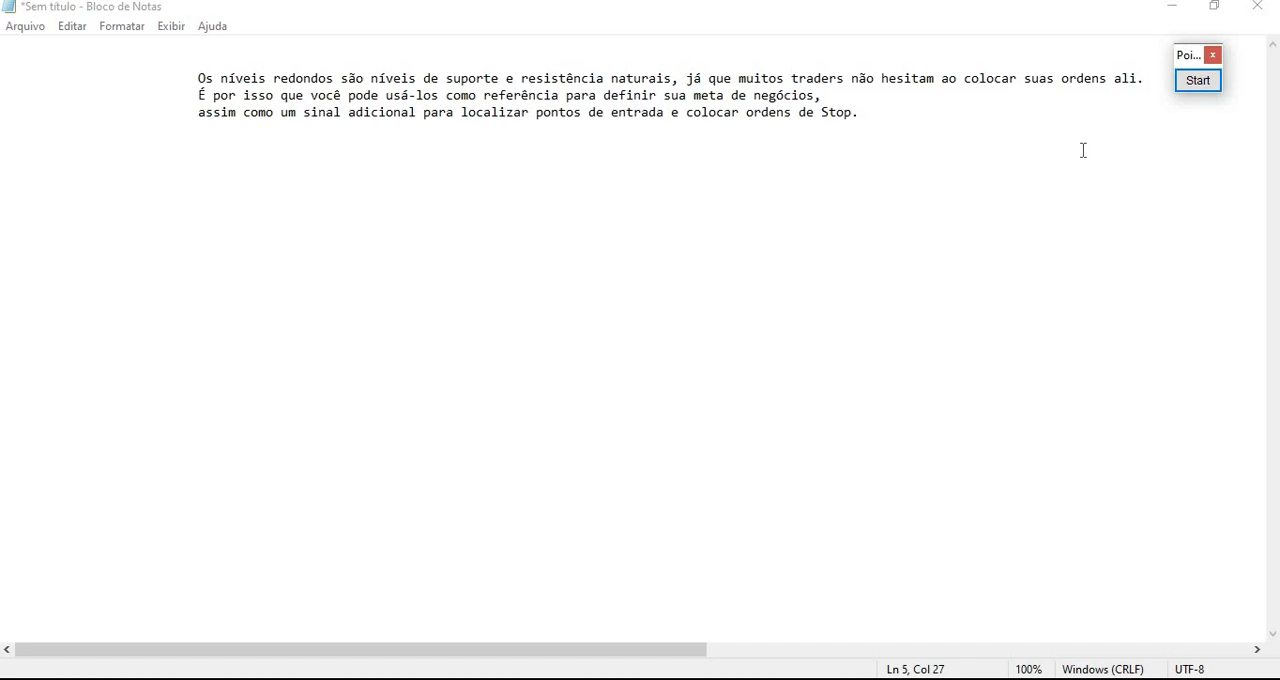 *Sem título - Bloco de Notas
Arquivo Editar Formatar Exibir Ajuda
Poi... x
Start
Os níveis redondos são níveis de suporte e resistência naturais, já que muitos traders não hesitam ao colocar suas ordens ali.
É por isso que você pode usá-los como referência para definir sua meta de negócios,
assim como um sinal adicional para localizar pontos de entrada e colocar ordens de Stop.
Ln 5, Col 27 100% Windows (CRLF) UTF-8